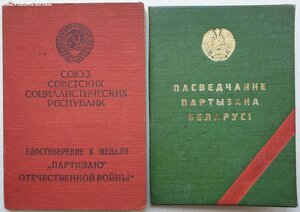 СОЮЗ
СОВЕТСКИХ
СОЦИАЛИСТИЧЕСКИХ
РЕСПУБЛИК
УДОСТОВЕРЕНИЕ К МЕДАЛИ
„ПАРТИЗАНУ
ОТЕЧЕСТВЕННОЙ ВОЙНЫ"
ПАСВЕДЧАННЕ
ПАРТЫЗАНА
БЕЛАРУСІ